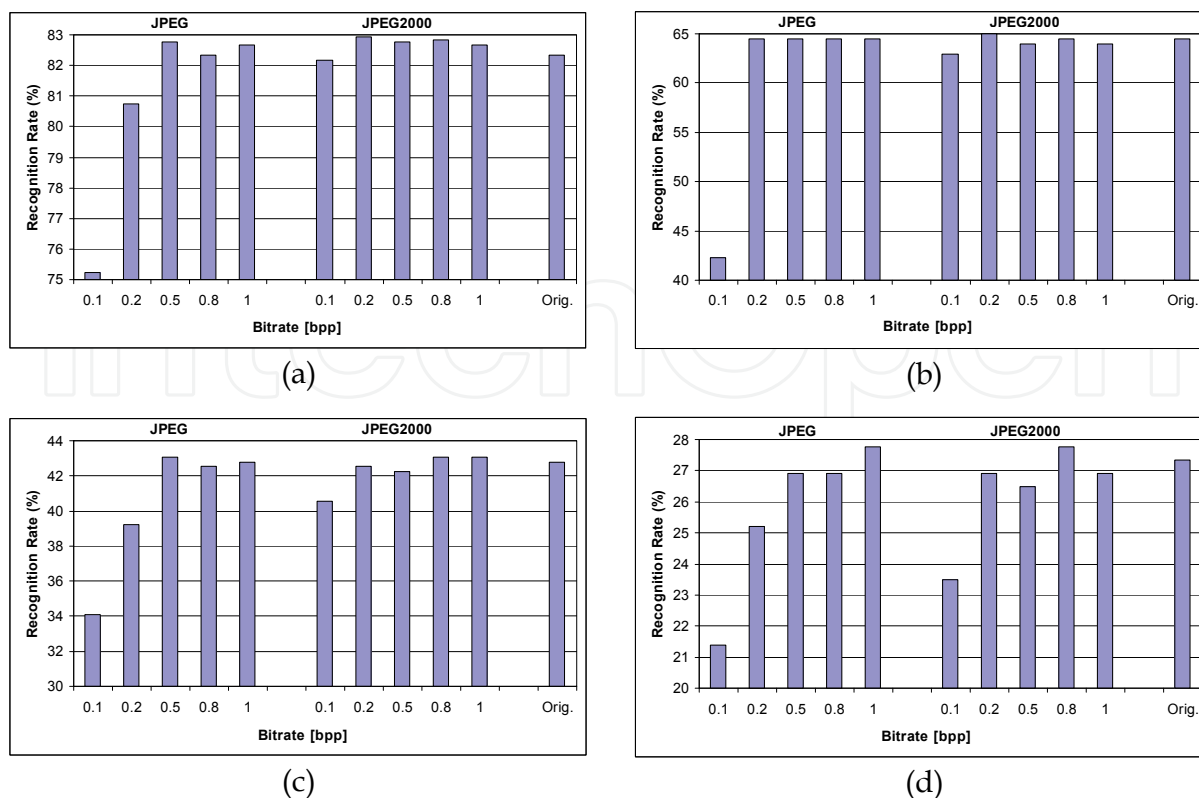 JPEG JPEG2000
83
82
81
80
79
78
77
76
75
Recognition Rate (%)
0.1 0.2 0.5 0.8 1 0.1 0.2 0.5 0.8 1 Orig.
Bitrate [bpp]
(a)
JPEG JPEG2000
65
60
55
50
45
40
Recognition Rate (%)
0.1 0.2 0.5 0.8 1 0.1 0.2 0.5 0.8 1 Orig.
Bitrate [bpp]
(b)
intechopen
JPEG JPEG2000
44
42
40
38
36
34
32
30
Recognition Rate (%)
0.1 0.2 0.5 0.8 1 0.1 0.2 0.5 0.8 1 Orig.
Bitrate [bpp]
(c)
JPEG JPEG2000
28
27
26
25
24
23
22
21
20
Recognition Rate (%)
0.1 0.2 0.5 0.8 1 0.1 0.2 0.5 0.8 1 Orig.
Bitrate [bpp]
(d)